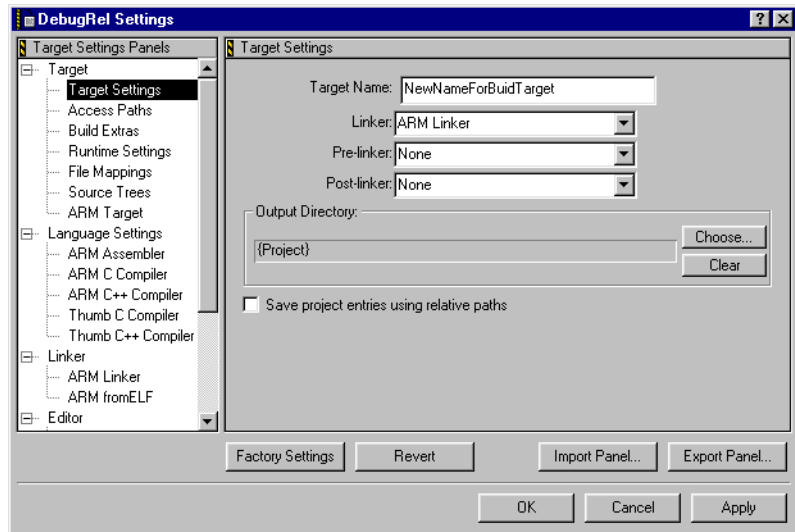 DebugRel Settings
Target Settings Panels
Target
Target Settings
Access Paths
Build Extras
Runtime Settings
File Mappings
Source Trees
ARM Target
Language Settings
ARM Assembler
ARM C Compiler
ARM C++ Compiler
Thumb C Compiler
Thumb C++ Compiler
Linker
ARM Linker
ARM fromELF
Editor
Target Settings
Target Name: NewNameForBuidTarget
Linker: ARM Linker
Pre-linker: None
Post-linker: None
Output Directory:
{Project}
Choose...
Clear
Save project entries using relative paths
Factory Settings Revert Import Panel... Export Panel...
OK Cancel Apply